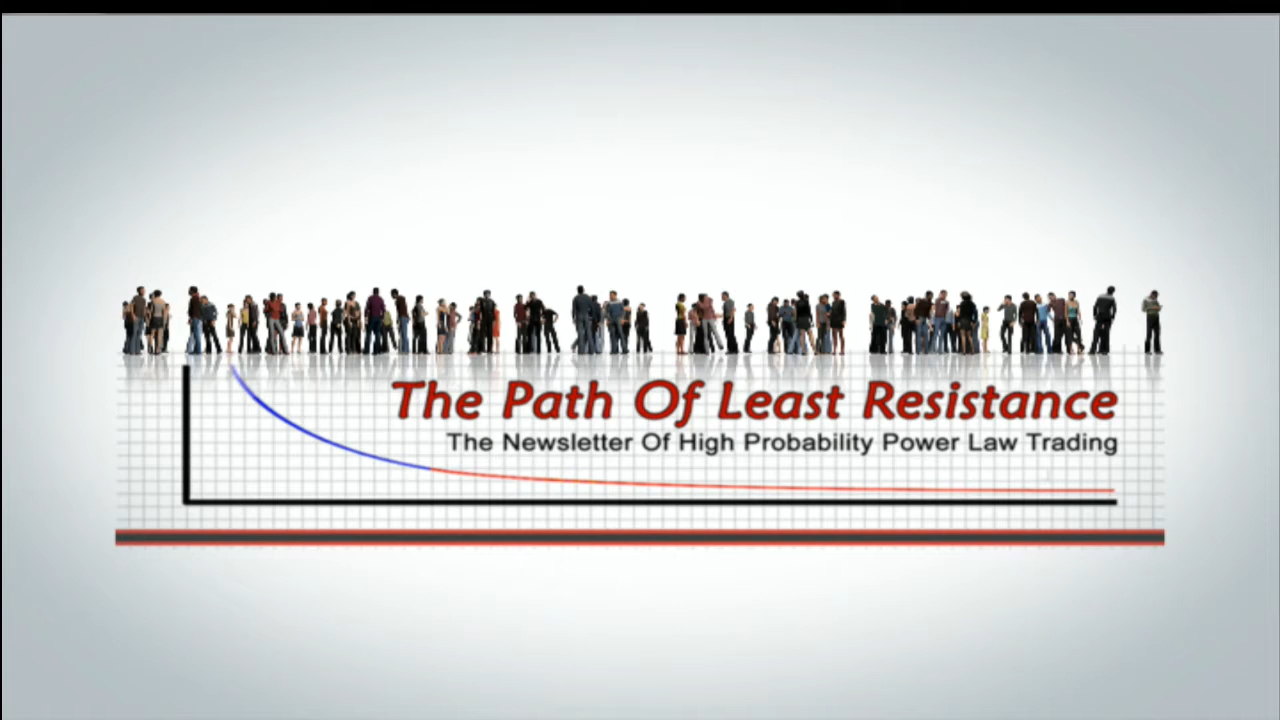 The Path Of Least Resistance
The Newsletter Of High Probability Power Law Trading